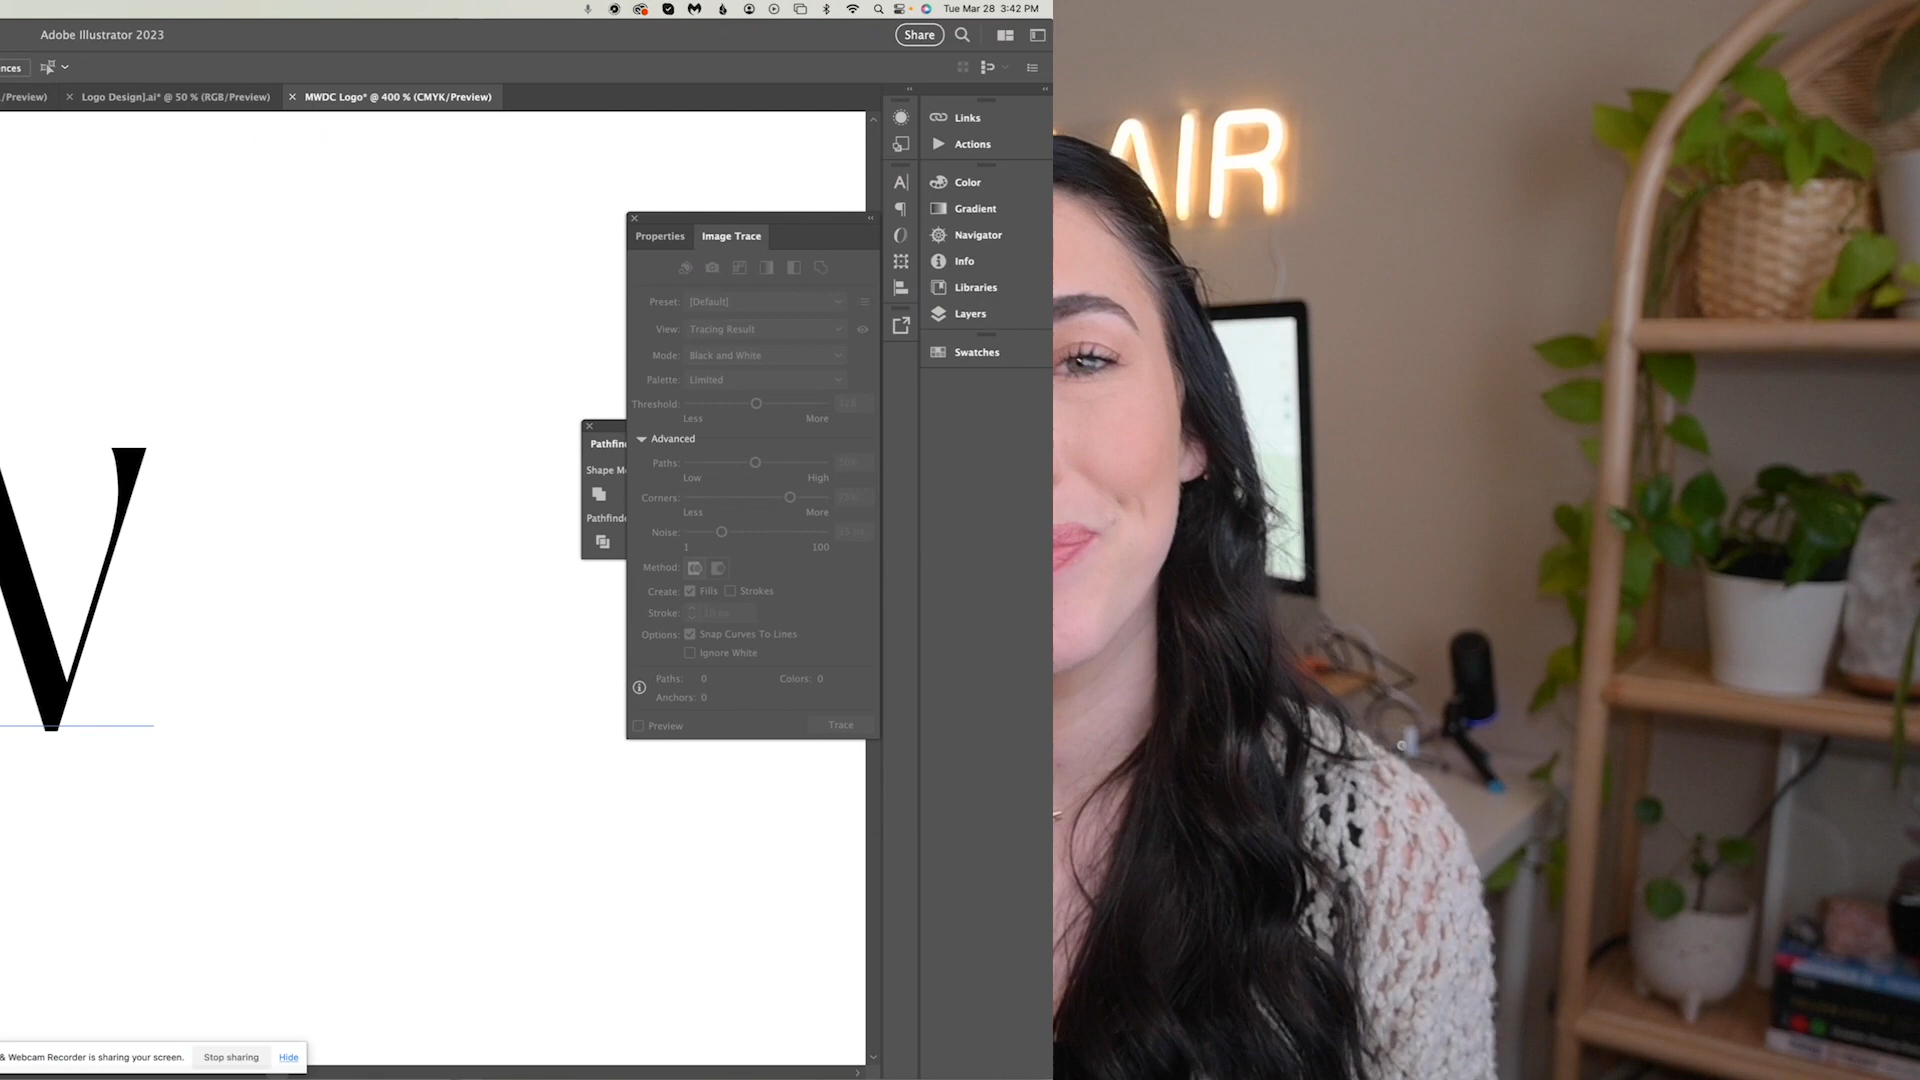 Tue Mar 28 3:42 PM
Adobe Illustrator 2023
Share
nces
/Preview)
Logo Design].ai* @ 50 % (RGB/Preview)
MWDC Logo* @ 400 % (CMYK/Preview)
Links
Actions
Color
Gradient
Navigator
Info
Libraries
Layers
Swatches
Properties
Image Trace
Preset: [Default]
View: Tracing Result
Mode: Black and White
Palette: Limited
Threshold:
Less More
Advanced
Paths:
Low High
Corners:
Less More
Noise:
1 100
Method:
Create: Fills Strokes
Stroke:
Options: Snap Curves To Lines
Ignore White
Paths: 0 Colors: 0
Anchors: 0
Preview Trace
Pathfin
Shape M
Pathfind
& Webcam Recorder is sharing your screen. Stop sharing Hide
AIR